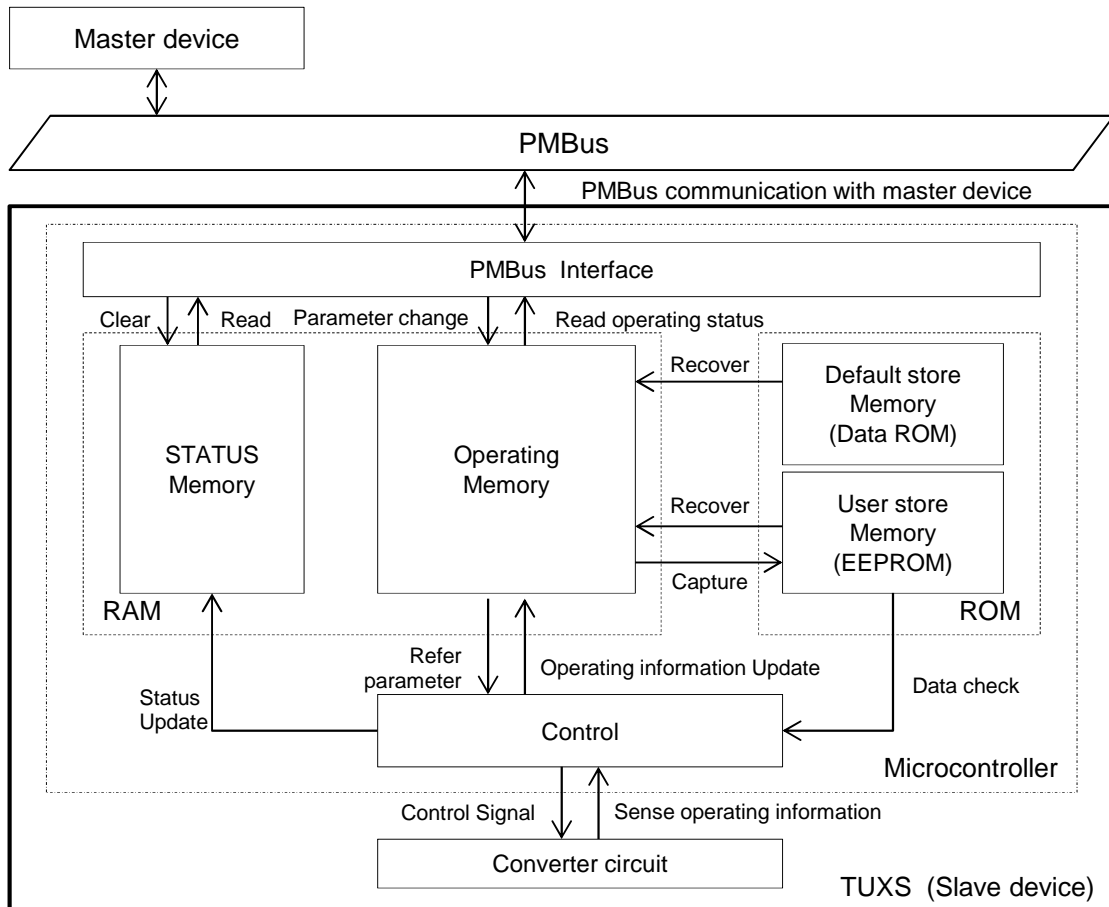 Master device
PMBus
PMBus communication with master device
PMBus Interface
Clear
Read
Parameter change
Read operating status
STATUS
Memory
Operating
Memory
Recover
Default store
Memory
(Data ROM)
Recover
User store
Memory
(EEPROM)
Capture
RAM
ROM
Refer
parameter
Operating information Update
Data check
Status
Update
Control
Microcontroller
Control Signal
Sense operating information
Converter circuit
TUXS (Slave device)